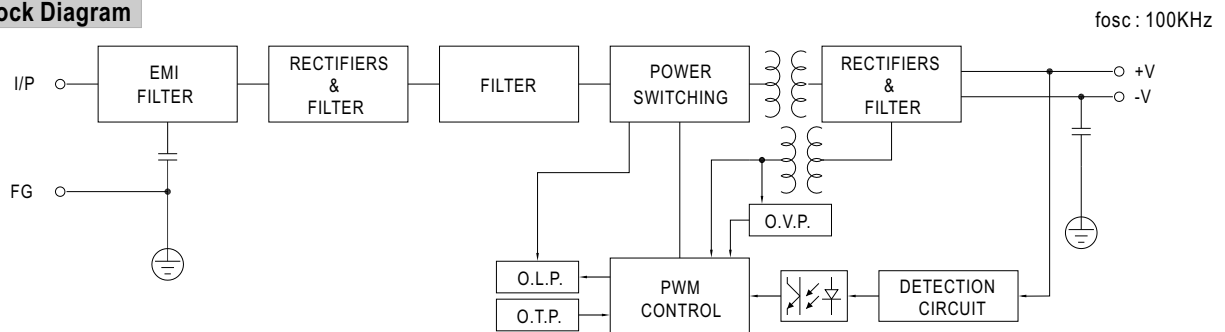 ock Diagram
fosc : 100KHz
I/P
EMI
FILTER
RECTIFIERS
&
FILTER
FILTER
POWER
SWITCHING
RECTIFIERS
&
FILTER
+V
-V
FG
O.V.P.
O.L.P.
O.T.P.
PWM
CONTROL
DETECTION
CIRCUIT